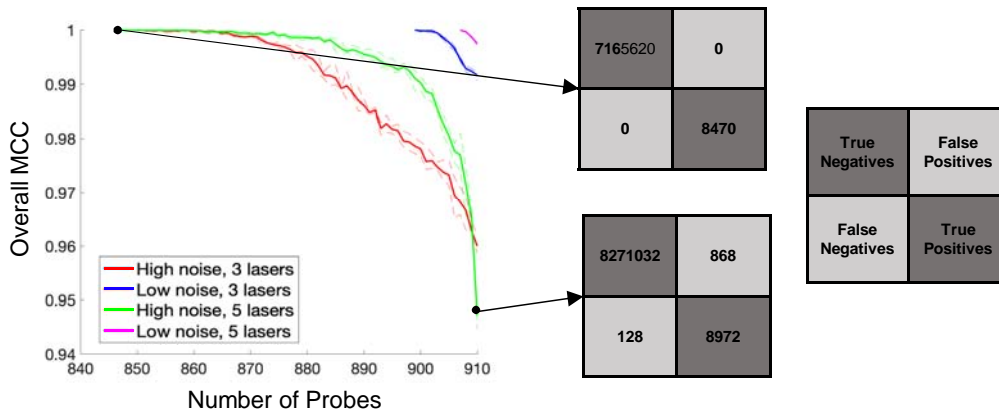 Overall MCC
1
0.99
0.98
0.97
0.96
0.95
0.94
High noise, 3 lasers
Low noise, 3 lasers
High noise, 5 lasers
Low noise, 5 lasers
840
850
860
870
880
890
900
910
Number of Probes
7165620
0
0
8470
8271032
868
128
8972
True
Negatives
False
Positives
False
Negatives
True
Positives